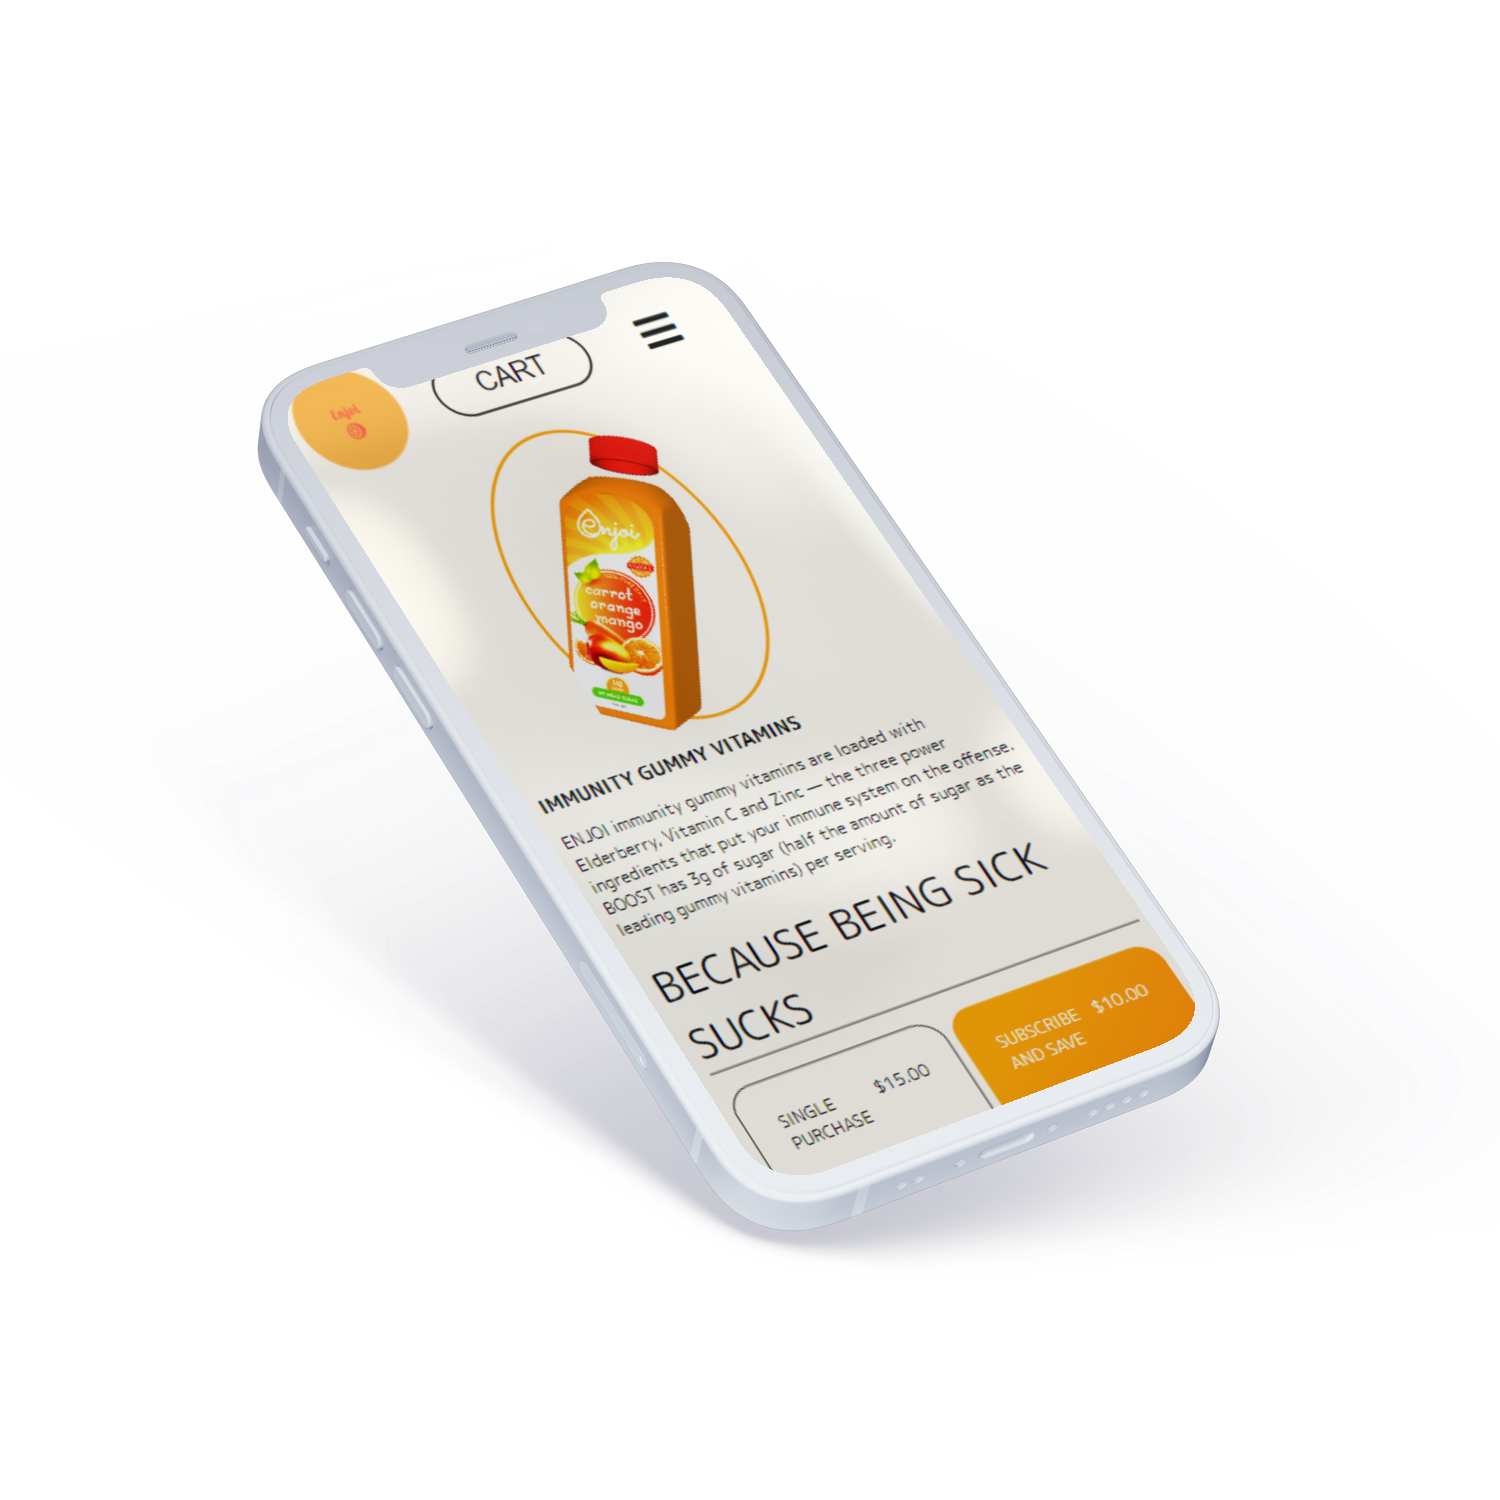 CART
Enjoi
enjoi
carrot
orange
mango
IMMUNITY GUMMY VITAMINS
ENJOI immunity gummy vitamins are loaded with
Elderberry, Vitamin C and Zinc — the three power
ingredients that put your immune system on the offense.
BOOST has 3g of sugar (half the amount of sugar as the
leading gummy vitamins) per serving.
BECAUSE BEING SICK
SUCKS
SINGLE
PURCHASE
$15.00
SUBSCRIBE
AND SAVE
$10.00